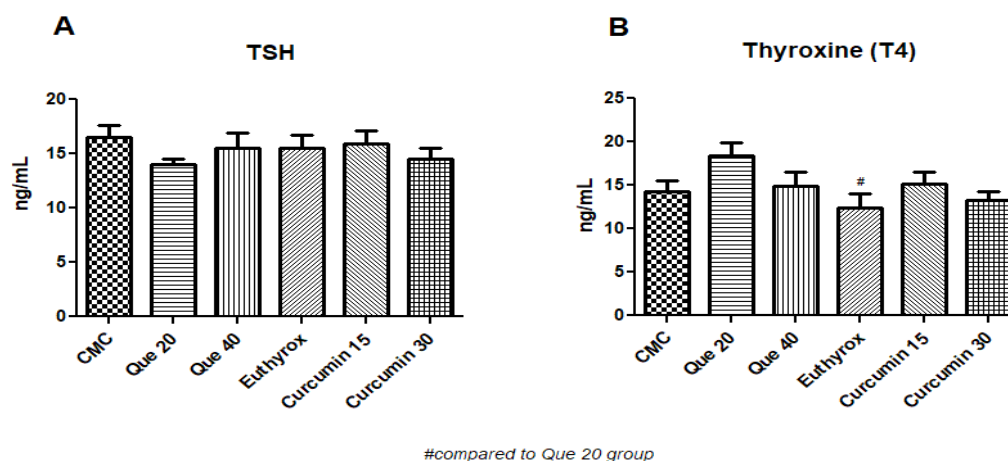 A
TSH
ng/mL
20
15
10
5
0
CMC
Que 20
Que 40
Euthyrox
Curcumin 15
Curcumin 30
B
Thyroxine (T4)
ng/mL
25
20
15
10
5
0
#
CMC
Que 20
Que 40
Euthyrox
Curcumin 15
Curcumin 30
#compared to Que 20 group